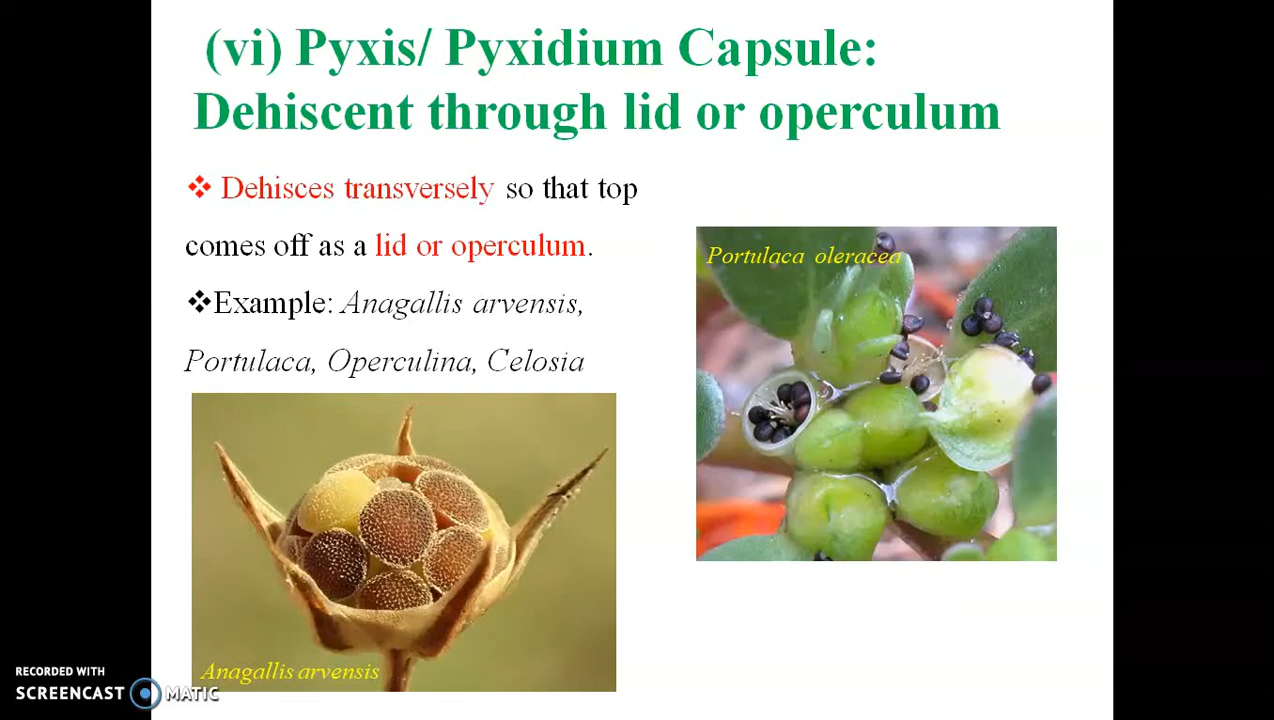 (vi) Pyxis/ Pyxidium Capsule:
Dehiscent through lid or operculum
❖ Dehisces transversely so that top
comes off as a lid or operculum.
❖Example: Anagallis arvensis,
Portulaca, Operculina, Celosia
Portulaca oleracea
Anagallis arvensis
RECORDED WITH
SCREENCAST MATIC